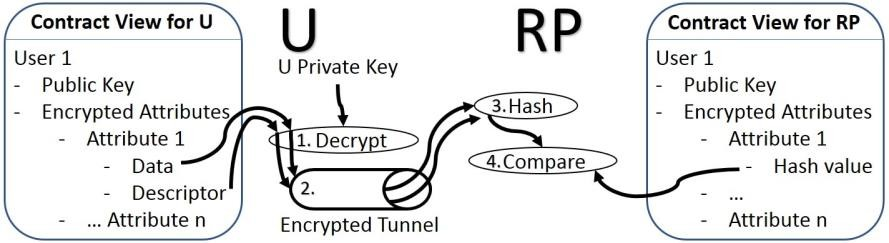 Contract View for U
User 1
- Public Key
- Encrypted Attributes
- Attribute 1
- Data
- Descriptor
- ... Attribute n
U
U Private Key
1. Decrypt
2.
Encrypted Tunnel
RP
3. Hash
4. Compare
Contract View for RP
User 1
- Public Key
- Encrypted Attributes
- Attribute 1
- Hash value
- ...
- Attribute n